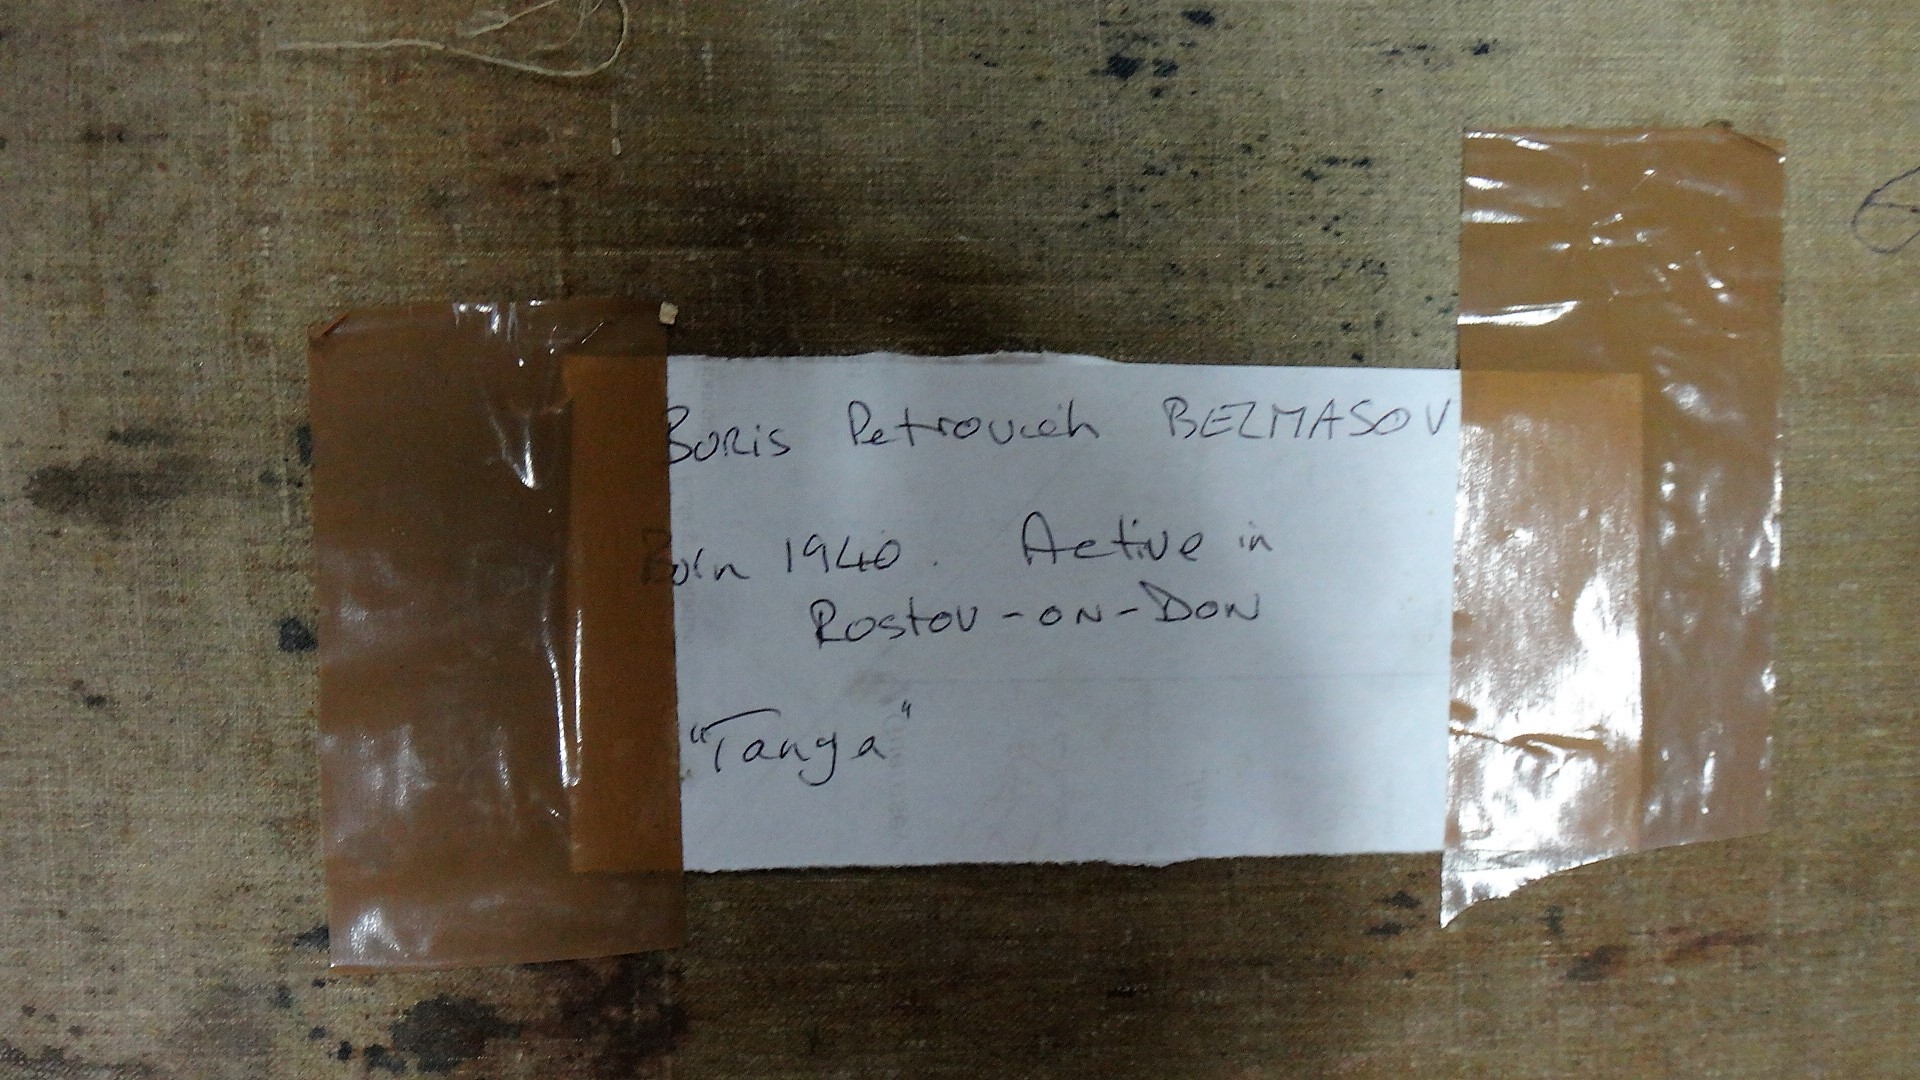 Boris Petrovich BEZMASOV
Born 1940. Active in
Rostov-on-Don
"Tanya"